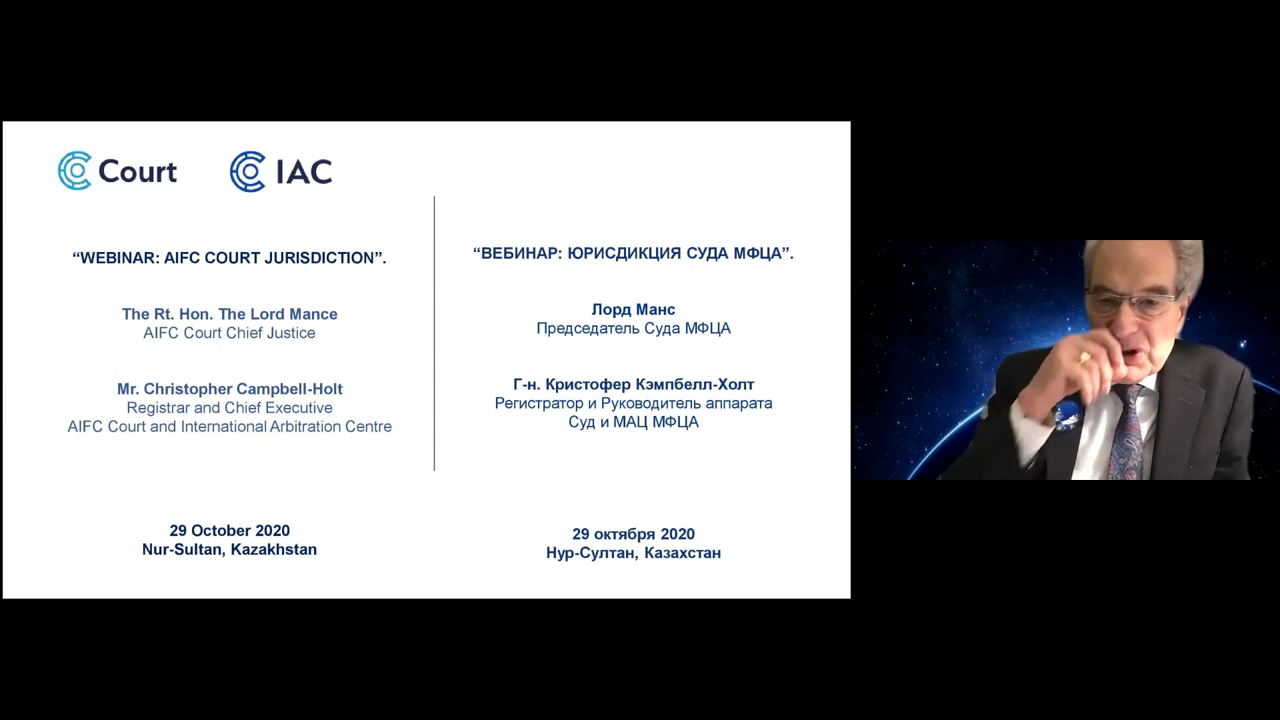 Court
IAC
“WEBINAR: AIFC COURT JURISDICTION”.
The Rt. Hon. The Lord Mance
AIFC Court Chief Justice
Mr. Christopher Campbell-Holt
Registrar and Chief Executive
AIFC Court and International Arbitration Centre
29 October 2020
Nur-Sultan, Kazakhstan
“ВЕБИНАР: ЮРИСДИКЦИЯ СУДА МФЦА”.
Лорд Манс
Председатель Суда МФЦА
Г-н. Кристофер Кэмпбелл-Холт
Регистратор и Руководитель аппарата
Суд и МАЦ МФЦА
29 октября 2020
Нур-Султан, Казахстан